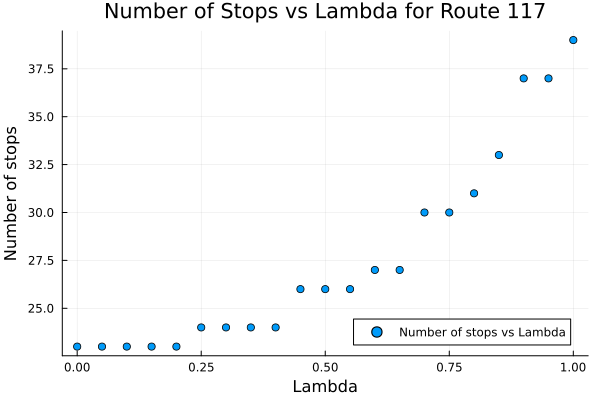 Number of Stops vs Lambda for Route 117
Number of stops
37.5
35.0
32.5
30.0
27.5
25.0
Number of stops vs Lambda
0.00 0.25 0.50 0.75 1.00
Lambda